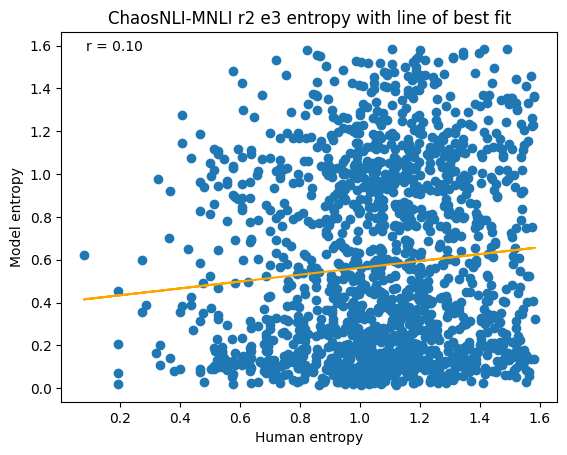 ChaosNLI-MNLI r2 e3 entropy with line of best fit
r = 0.10
Model entropy
1.6
1.4
1.2
1.0
0.8
0.6
0.4
0.2
0.0
0.2 0.4 0.6 0.8 1.0 1.2 1.4 1.6
Human entropy